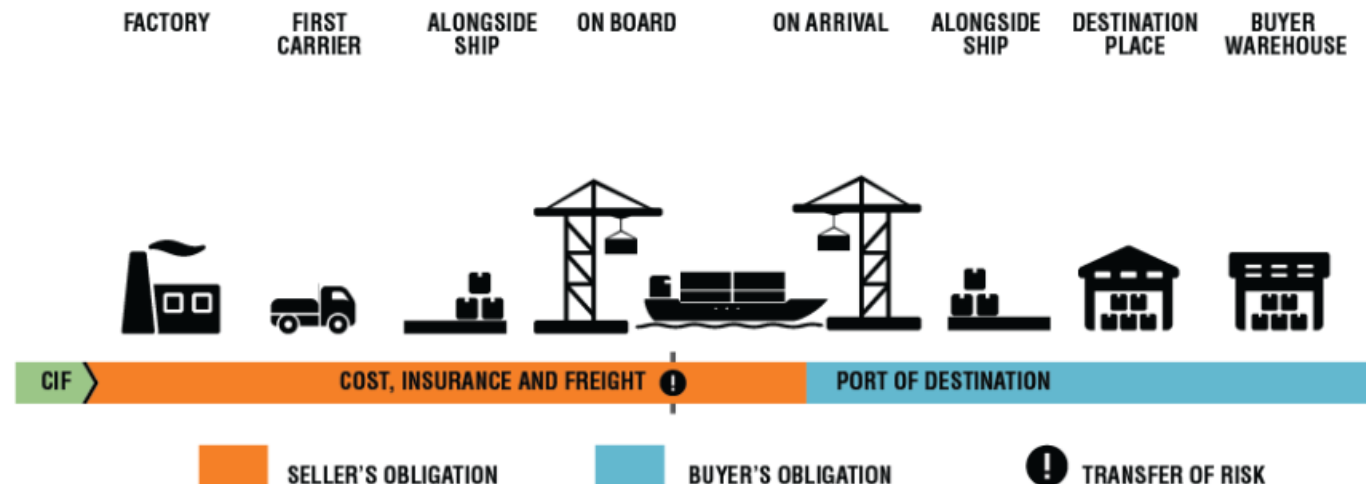 FACTORY
FIRST
CARRIER
ALONGSIDE
SHIP
ON BOARD
ON ARRIVAL
ALONGSIDE
SHIP
DESTINATION
PLACE
BUYER
WAREHOUSE
CIF
COST, INSURANCE AND FREIGHT !
PORT OF DESTINATION
SELLER'S OBLIGATION
BUYER'S OBLIGATION
! TRANSFER OF RISK